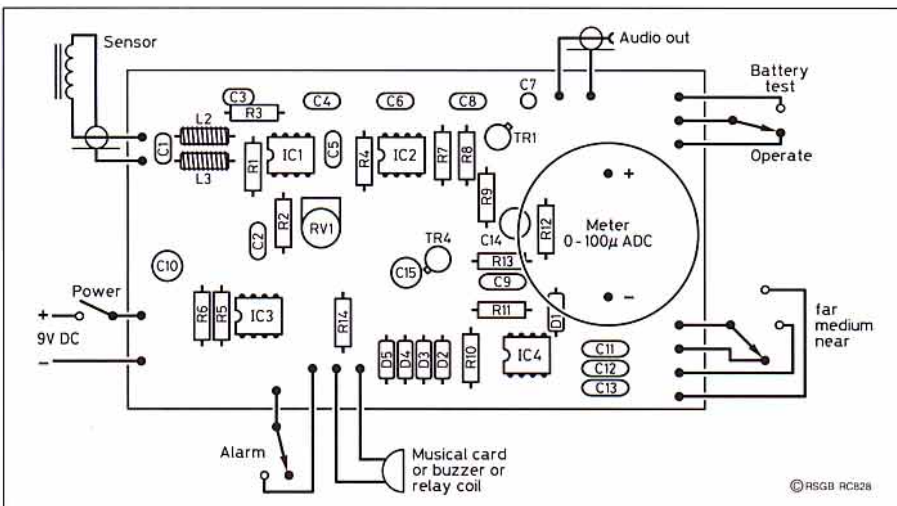 Sensor
Audio out
Battery
test
Operate
C7
C3
C4
C6
C8
R3
L2
L3
C1
R1
IC1
C5
R4
IC2
R7
R8
TR1
R9
R2
RV1
C2
C14
R12
+
Meter
0-100µ ADC
−
TR4
C15
R13
C9
R11
D1
C10
Power
+
9V DC
−
R6
R5
IC3
R14
D5
D4
D3
D2
R10
IC4
C11
C12
C13
far
medium
near
Alarm
Musical card
or buzzer or
relay coil
© RSGB RC828